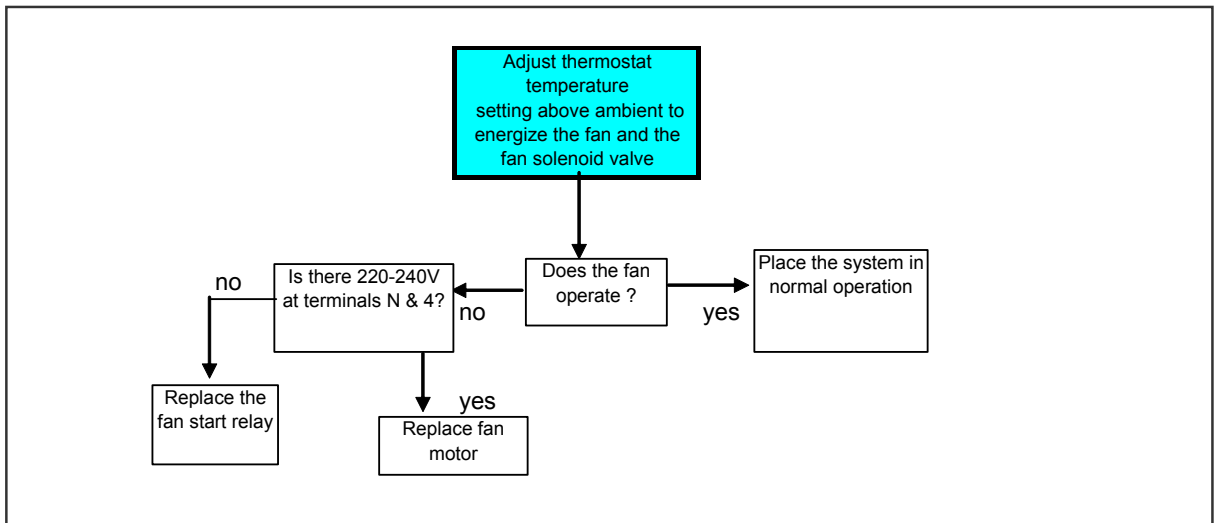 Adjust thermostat
temperature
setting above ambient to
energize the fan and the
fan solenoid valve
Does the fan
operate ?
yes
Place the system in
normal operation
no
Is there 220-240V
at terminals N & 4?
no
Replace the
fan start relay
yes
Replace fan
motor